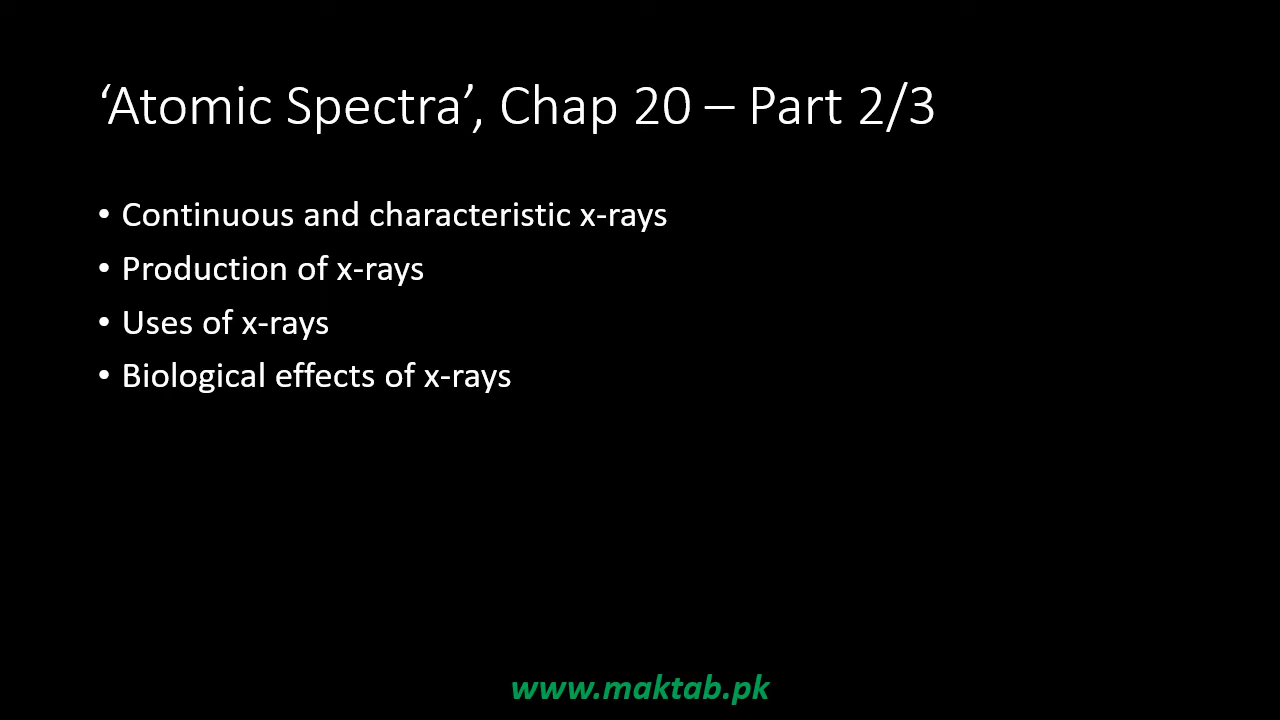 ‘Atomic Spectra’, Chap 20 – Part 2/3
• Continuous and characteristic x-rays
• Production of x-rays
• Uses of x-rays
• Biological effects of x-rays
www.maktab.pk